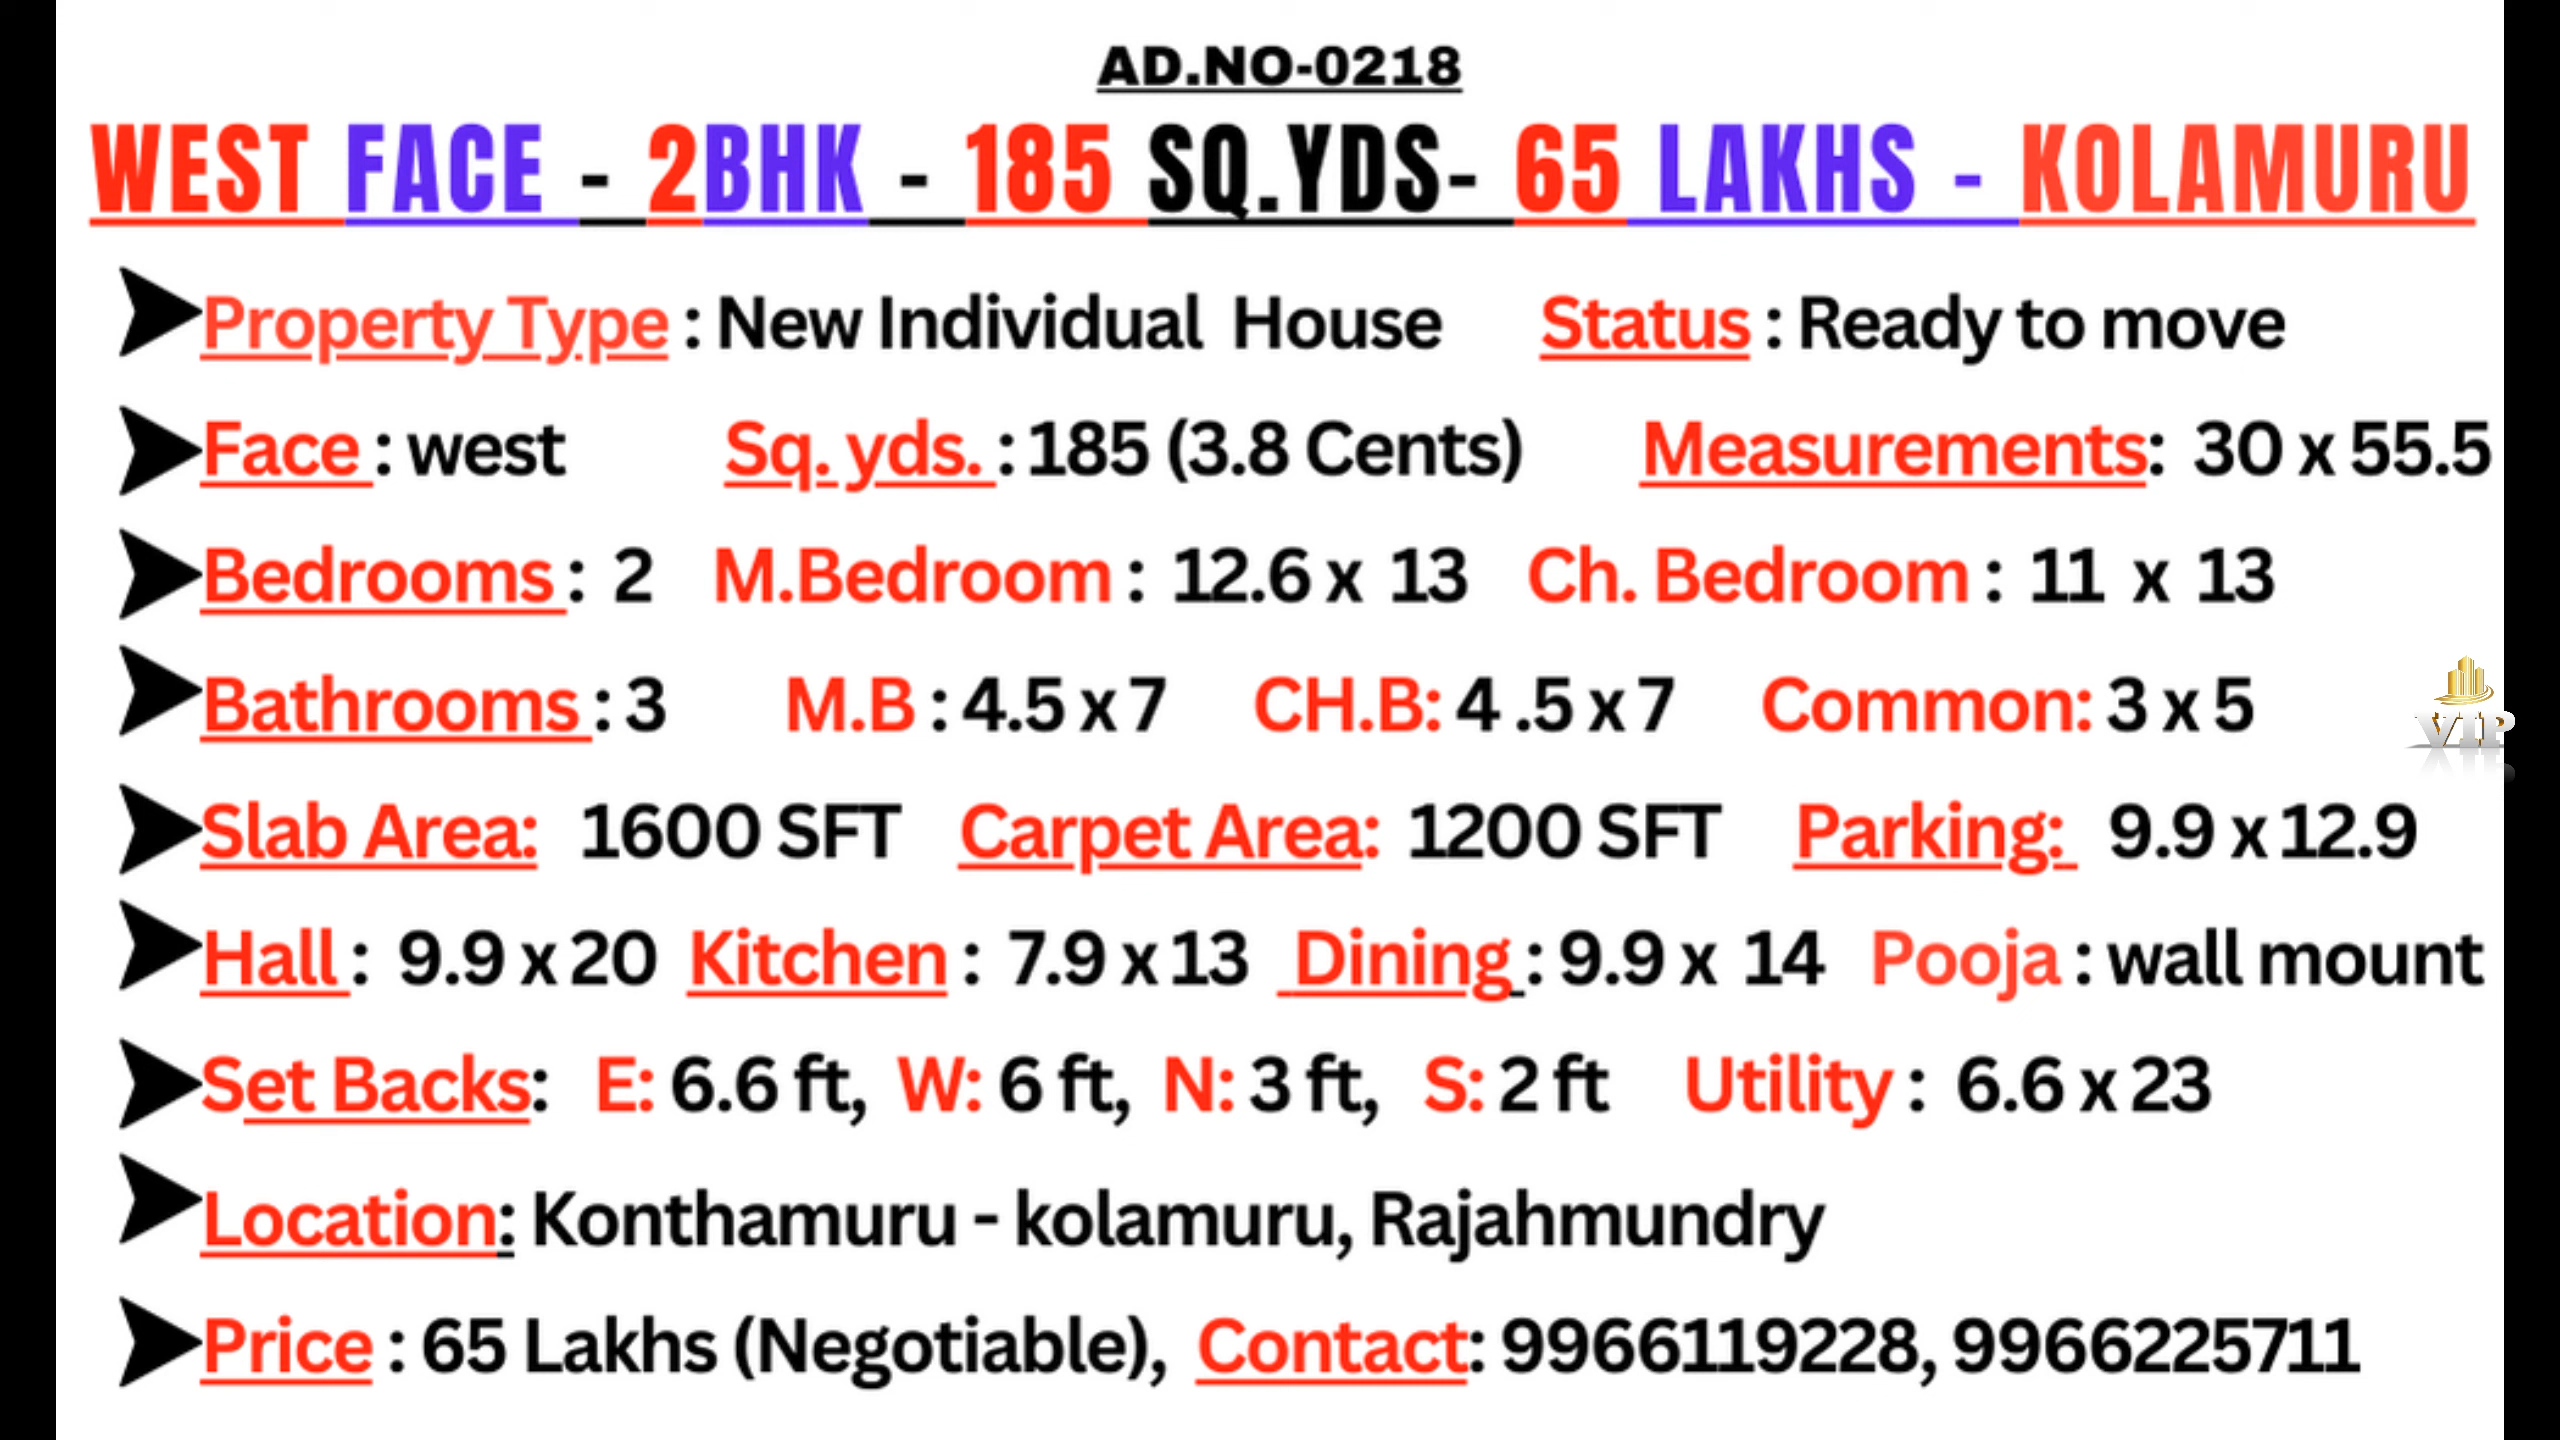 AD.NO-0218
WEST FACE - 2BHK - 185 SQ.YDS- 65 LAKHS - KOLAMURU
Property Type : New Individual House Status : Ready to move
Face : west Sq. yds. : 185 (3.8 Cents) Measurements: 30 x 55.5
Bedrooms : 2 M.Bedroom : 12.6 x 13 Ch. Bedroom : 11 x 13
Bathrooms : 3 M.B : 4.5 x 7 CH.B: 4 .5 x 7 Common: 3 x 5
VIP
Slab Area: 1600 SFT Carpet Area: 1200 SFT Parking: 9.9 x 12.9
Hall : 9.9 x 20 Kitchen : 7.9 x 13 Dining : 9.9 x 14 Pooja : wall mount
Set Backs: E: 6.6 ft, W: 6 ft, N: 3 ft, S: 2 ft Utility : 6.6 x 23
Location: Konthamuru - kolamuru, Rajahmundry
Price : 65 Lakhs (Negotiable), Contact: 9966119228, 9966225711